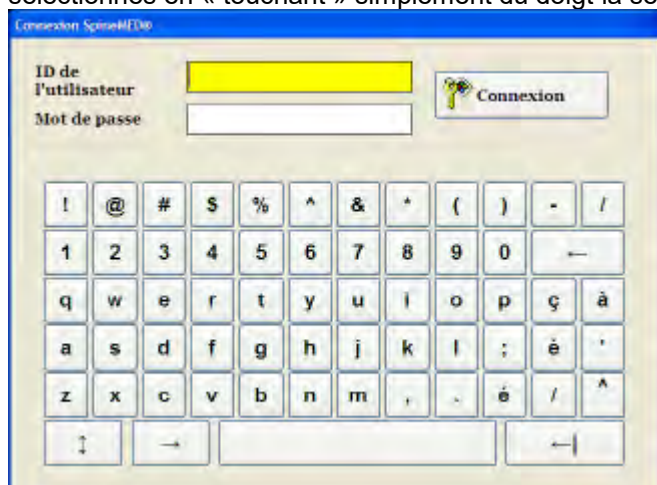 sélectionnés en « touchant » simplement du doigt la sé
Connexion SpineMED®
ID de
l'utilisateur
Connexion
Mot de passe
! @ # $ % ^ & * ( ) - /
1 2 3 4 5 6 7 8 9 0 ←
q w e r t y u i o p ç à
a s d f g h j k l ; è '
z x c v b n m , . é / ^
↕ → ←|